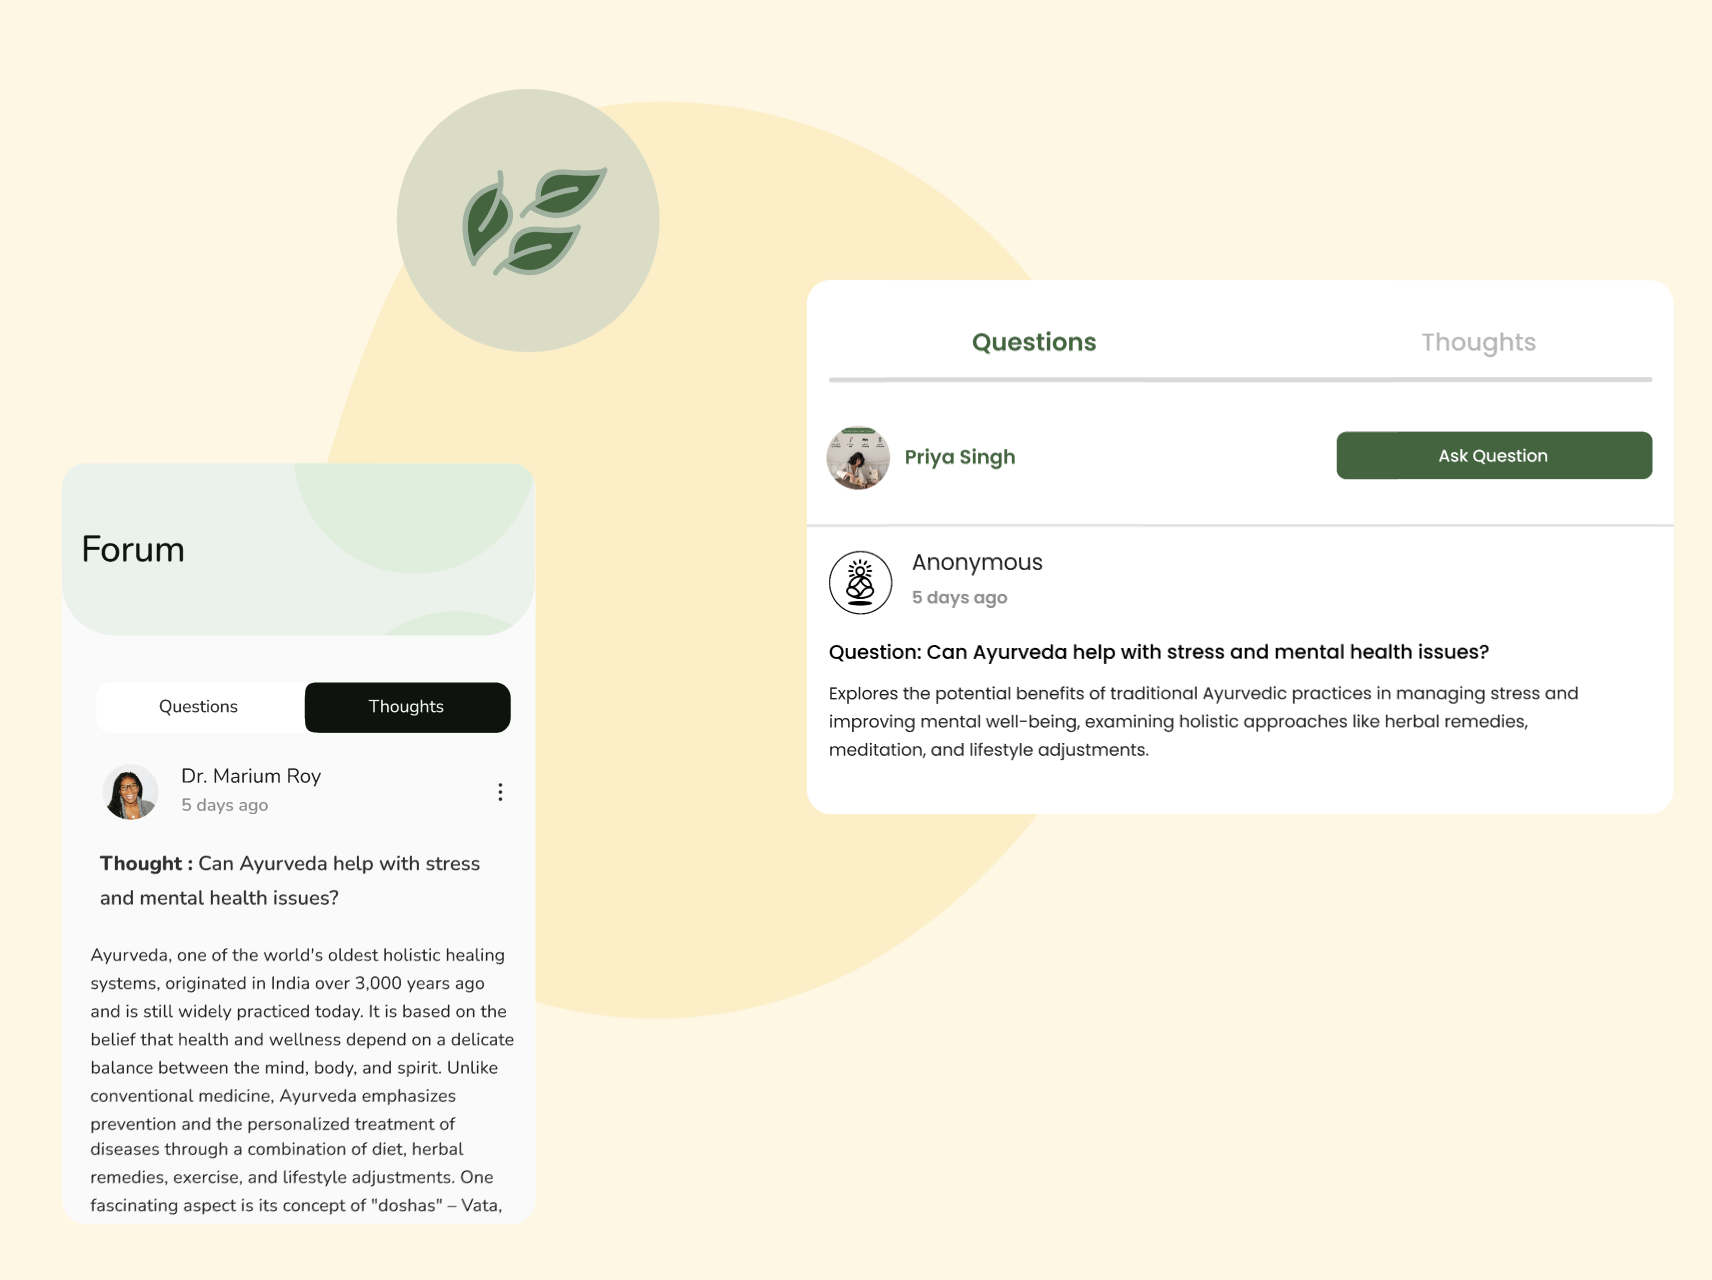 Forum
Questions
Thoughts
Dr. Marium Roy
5 days ago
Thought : Can Ayurveda help with stress
and mental health issues?
Ayurveda, one of the world's oldest holistic healing
systems, originated in India over 3,000 years ago
and is still widely practiced today. It is based on the
belief that health and wellness depend on a delicate
balance between the mind, body, and spirit. Unlike
conventional medicine, Ayurveda emphasizes
prevention and the personalized treatment of
diseases through a combination of diet, herbal
remedies, exercise, and lifestyle adjustments. One
fascinating aspect is its concept of "doshas" – Vata,
Questions
Thoughts
Priya Singh
Ask Question
Anonymous
5 days ago
Question: Can Ayurveda help with stress and mental health issues?
Explores the potential benefits of traditional Ayurvedic practices in managing stress and
improving mental well-being, examining holistic approaches like herbal remedies,
meditation, and lifestyle adjustments.